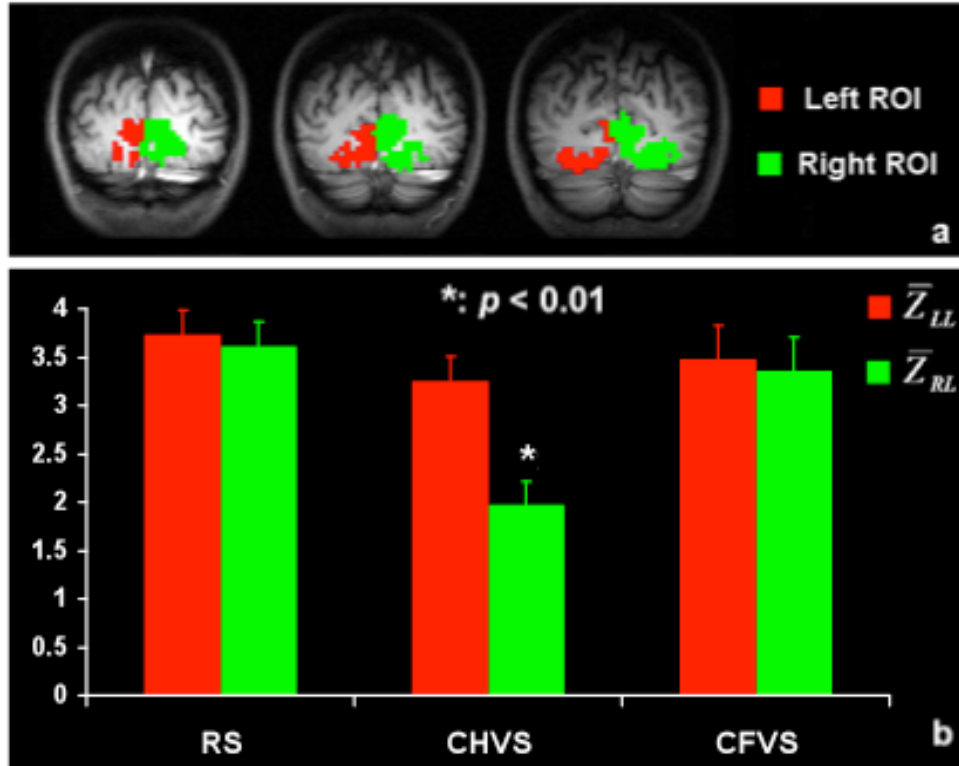 Left ROI
Right ROI
a
*: p < 0.01
Z̄LL
Z̄RL
4
3.5
3
2.5
2
1.5
1
0.5
0
*
RS CHVS CFVS
b